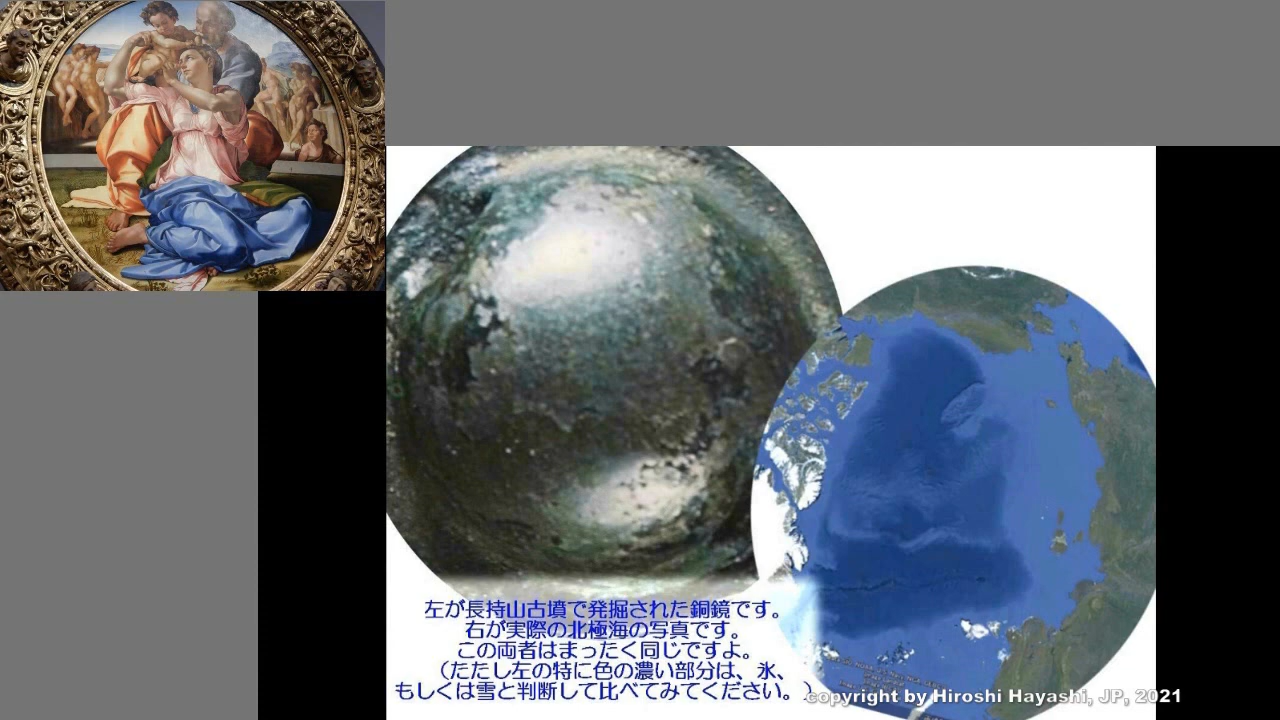 左が長持山古墳で発掘された銅鏡です。
右が実際の北極海の写真です。
この両者はまったく同じですよ。
（たたし左の特に色の濃い部分は、氷、
もしくは雪と判断して比べてみてください。）
copyright by Hiroshi Hayashi, JP, 2021